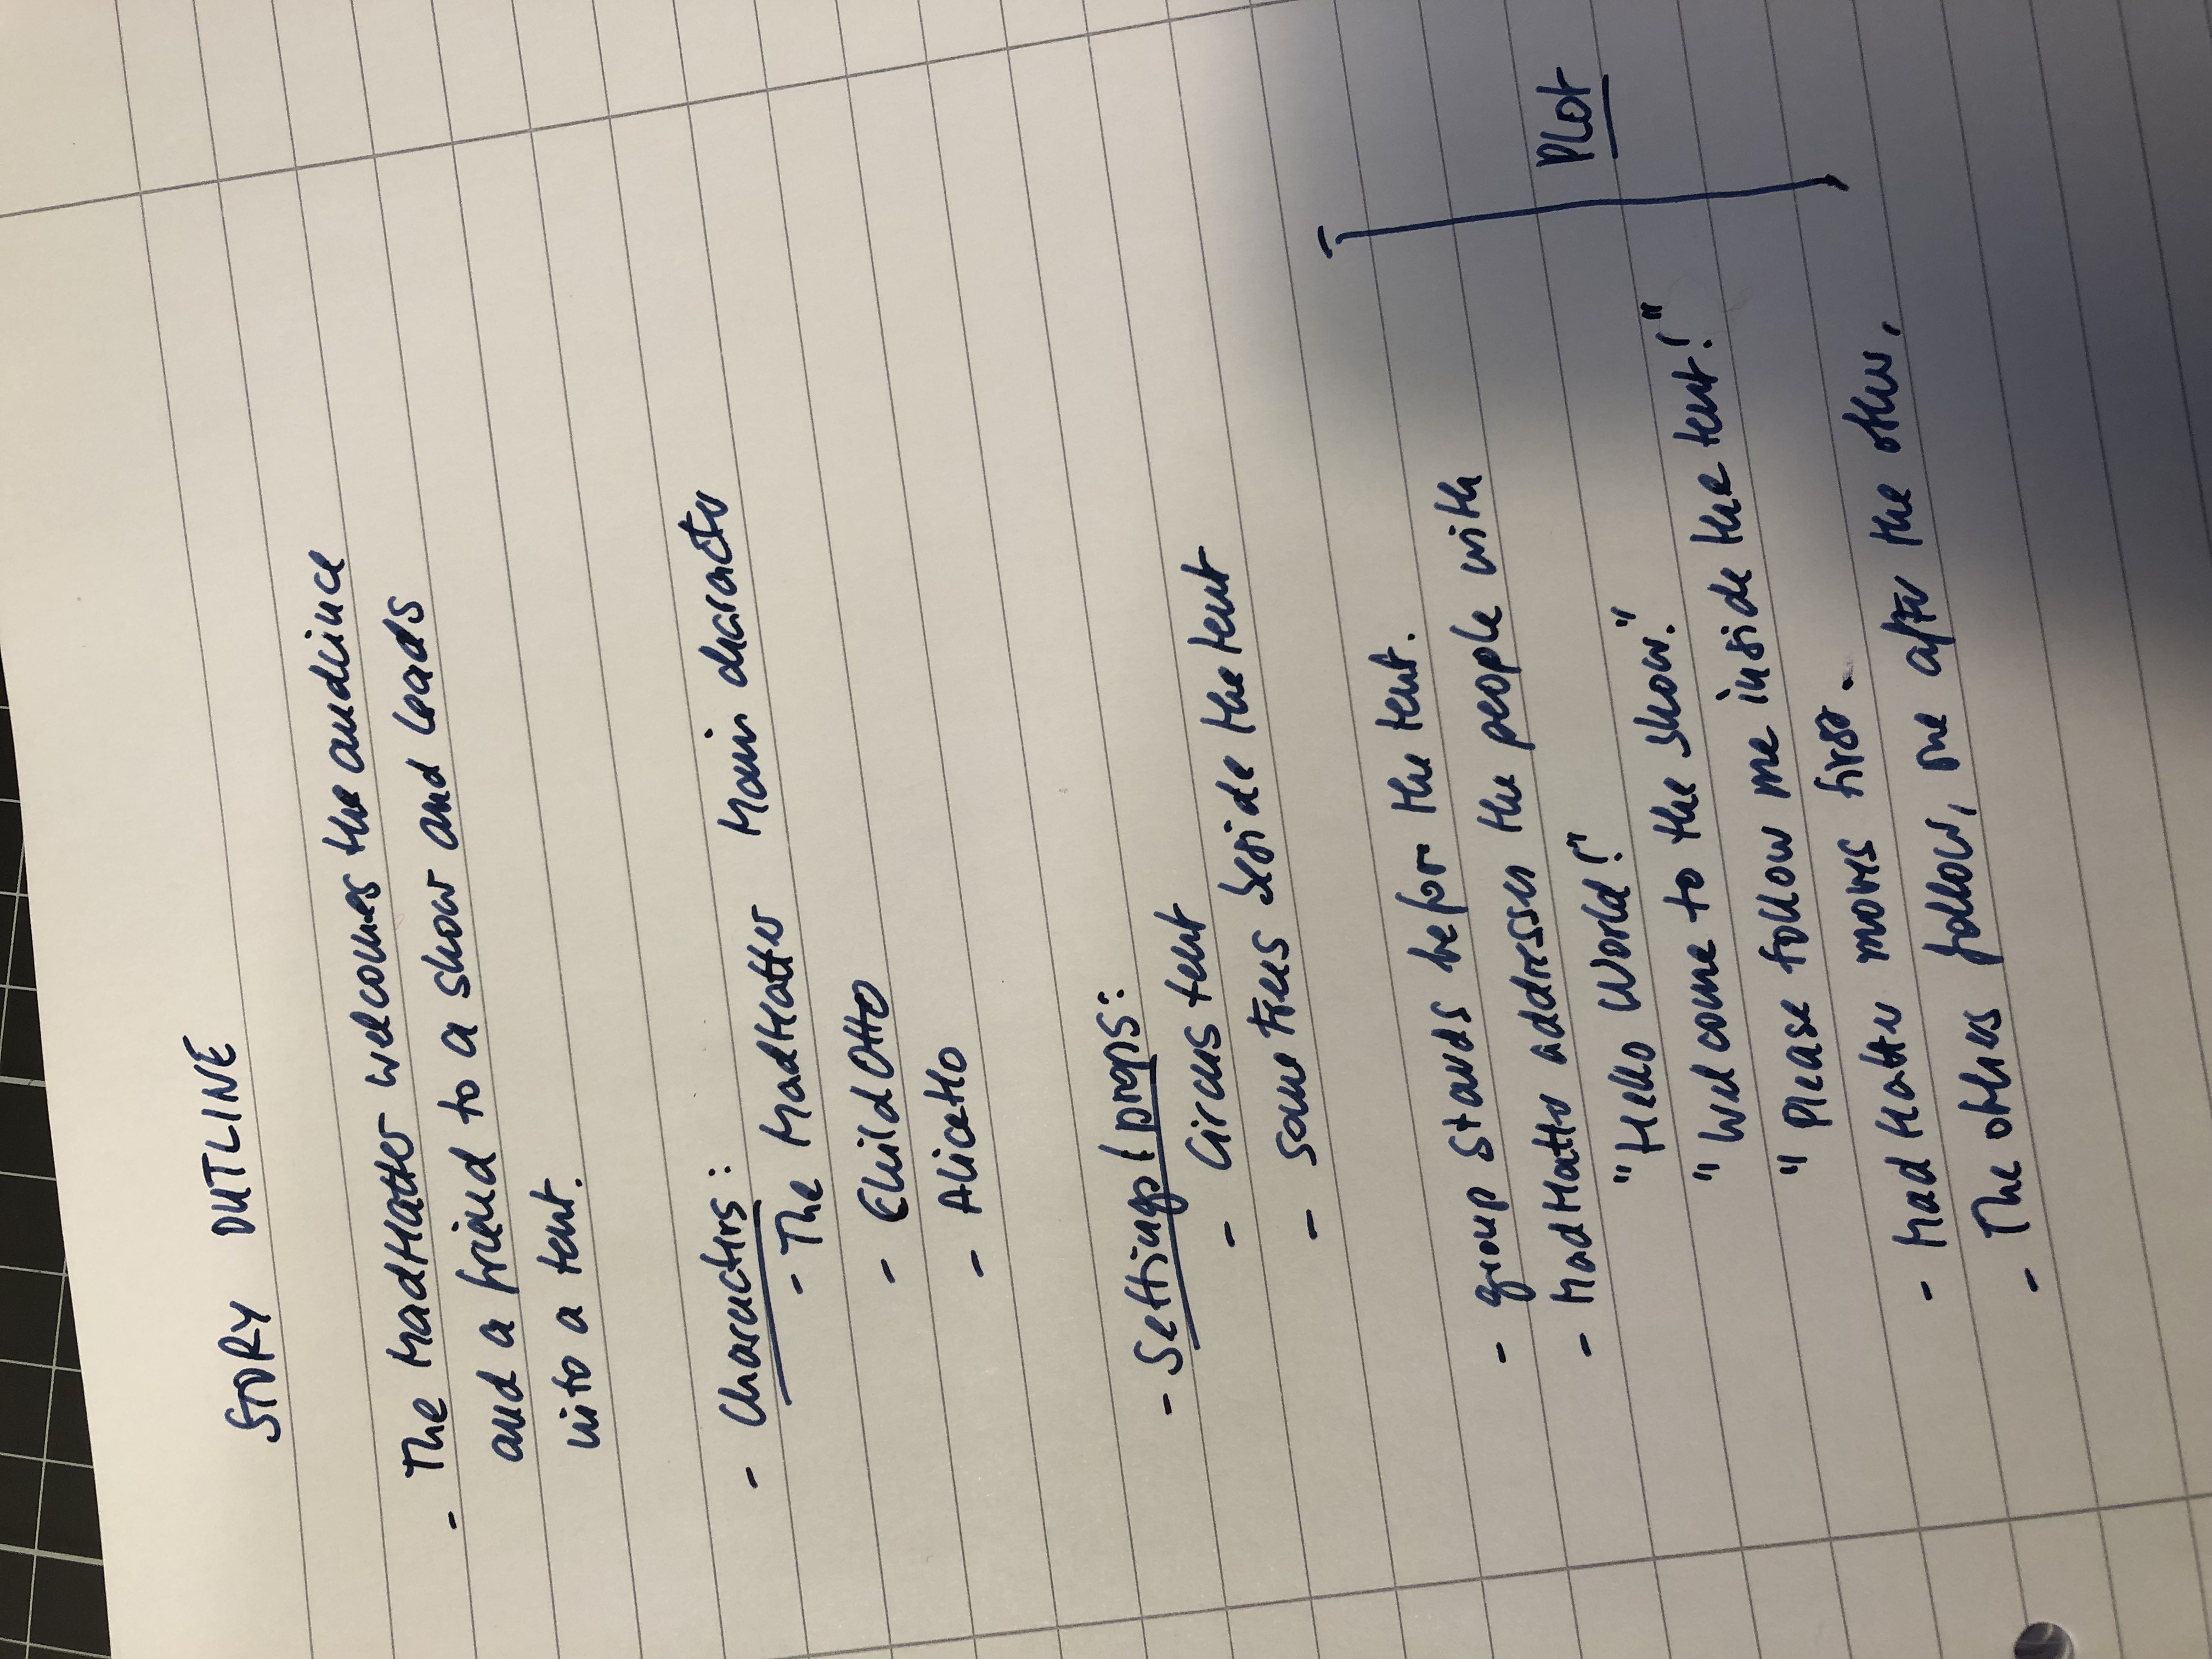 STORY OUTLINE
- The MadHatter welcomes the audience
and a friend to a show and leads
into a tent.
- Characters:
- The MadHatter Main character
- Child Otto
- Alicetto
- Settings/props:
- Circus tent
- some Trees beside the tent
- group stands before the tent.
- MadHatter addresses the people with
"Hello World!"
"Welcome to the show."
"Please follow me inside the tent!"
- MadHatter moves first.
- The others follow, one after the other.
Plot